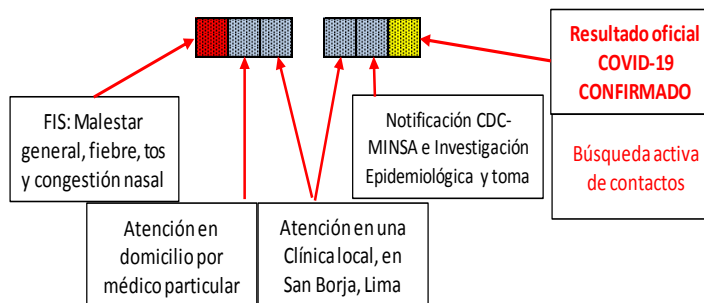 Resultado oficial
COVID-19
CONFIRMADO
FIS: Malestar
general, fiebre, tos
y congestión nasal
Notificación CDC-
MINSA e Investigación
Epidemiológica y toma
Búsqueda activa
de contactos
Atención en
domicilio por
médico particular
Atención en una
Clínica local, en
San Borja, Lima